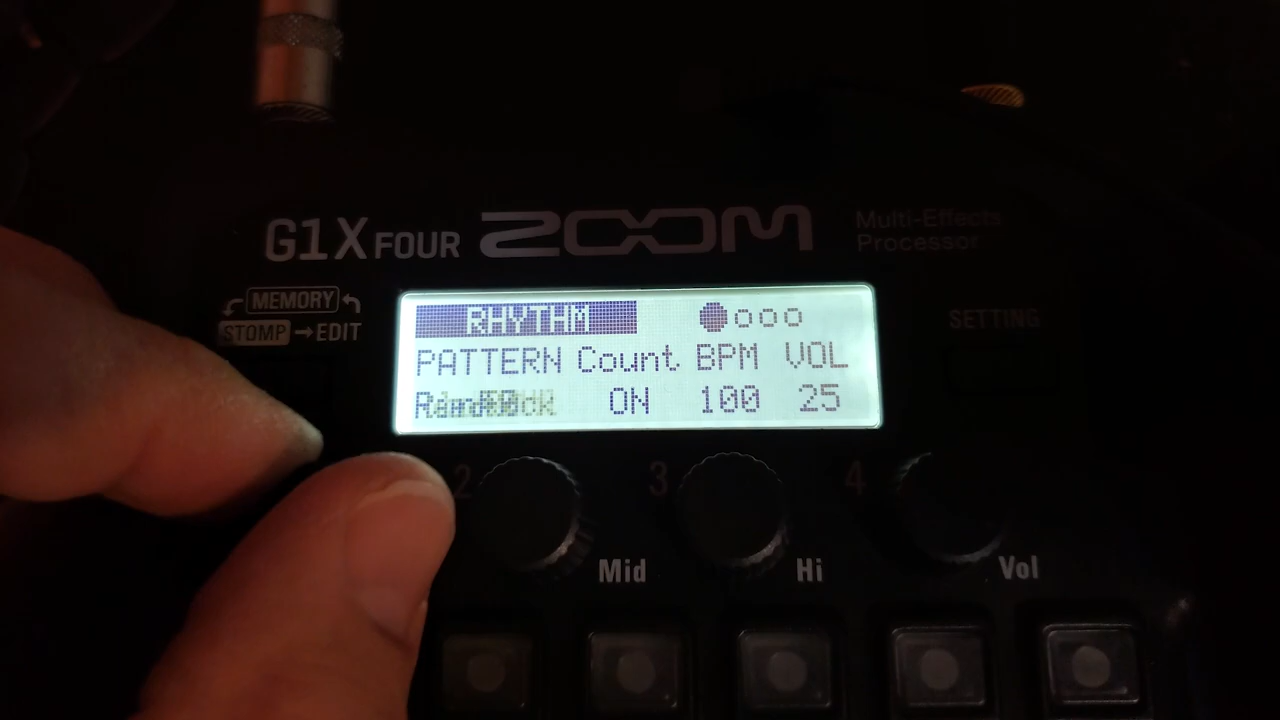 G1X FOUR ZOOM Multi-Effects Processor
MEMORY
STOMP → EDIT
SETTING
RHYTHM
PATTERN Count BPM VOL
ON 100 25
2 3 4
Mid Hi Vol